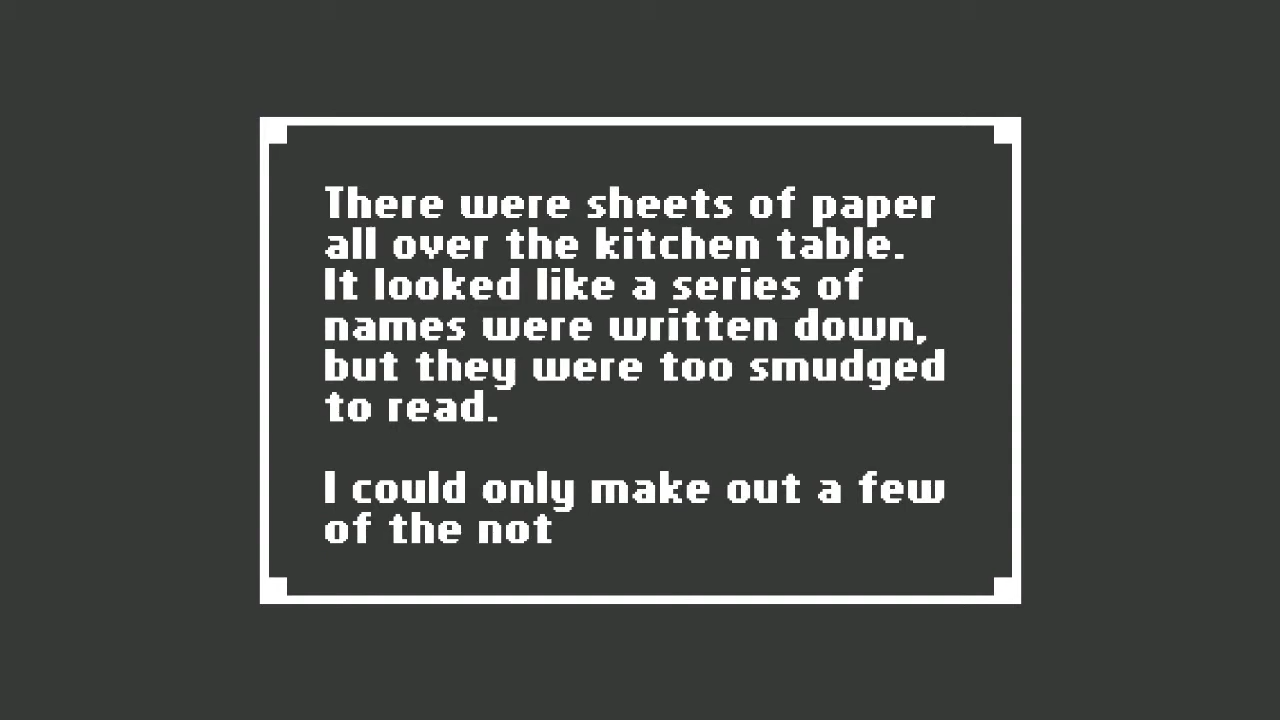 There were sheets of paper
all over the kitchen table.
It looked like a series of
names were written down,
but they were too smudged
to read.
I could only make out a few
of the not